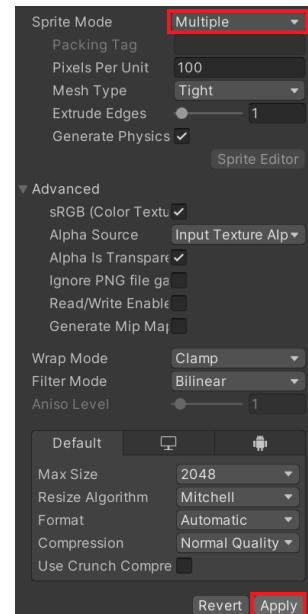 Sprite Mode Multiple
Packing Tag
Pixels Per Unit 100
Mesh Type Tight
Extrude Edges 1
Generate Physics
Sprite Editor
Advanced
sRGB (Color Textu
Alpha Source Input Texture Alp
Alpha Is Transpare
Ignore PNG file ga
Read/Write Enable
Generate Mip Map
Wrap Mode Clamp
Filter Mode Bilinear
Aniso Level 1
Default
Max Size 2048
Resize Algorithm Mitchell
Format Automatic
Compression Normal Quality
Use Crunch Compre
Revert Apply